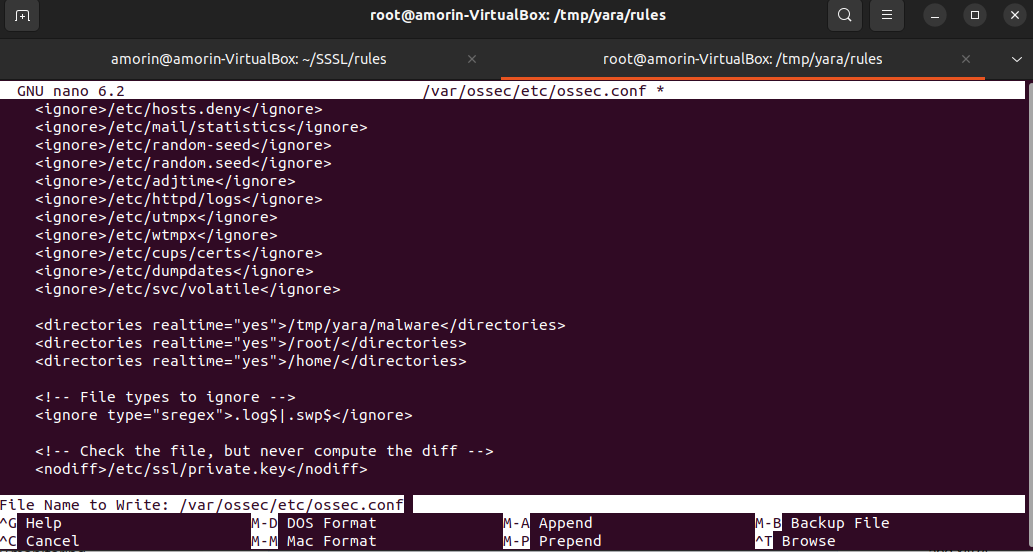 root@amorin-VirtualBox: /tmp/yara/rules
amorin@amorin-VirtualBox: ~/SSSL/rules
root@amorin-VirtualBox: /tmp/yara/rules
GNU nano 6.2 /var/ossec/etc/ossec.conf *
<ignore>/etc/hosts.deny</ignore>
<ignore>/etc/mail/statistics</ignore>
<ignore>/etc/random-seed</ignore>
<ignore>/etc/random.seed</ignore>
<ignore>/etc/adjtime</ignore>
<ignore>/etc/httpd/logs</ignore>
<ignore>/etc/utmpx</ignore>
<ignore>/etc/wtmpx</ignore>
<ignore>/etc/cups/certs</ignore>
<ignore>/etc/dumpdates</ignore>
<ignore>/etc/svc/volatile</ignore>
<directories realtime="yes">/tmp/yara/malware</directories>
<directories realtime="yes">/root/</directories>
<directories realtime="yes">/home/</directories>
<!-- File types to ignore -->
<ignore type="sregex">.log$|.swp$</ignore>
<!-- Check the file, but never compute the diff -->
<nodiff>/etc/ssl/private.key</nodiff>
File Name to Write: /var/ossec/etc/ossec.conf
^G Help M-D DOS Format M-A Append M-B Backup File
^C Cancel M-M Mac Format M-P Prepend ^T Browse